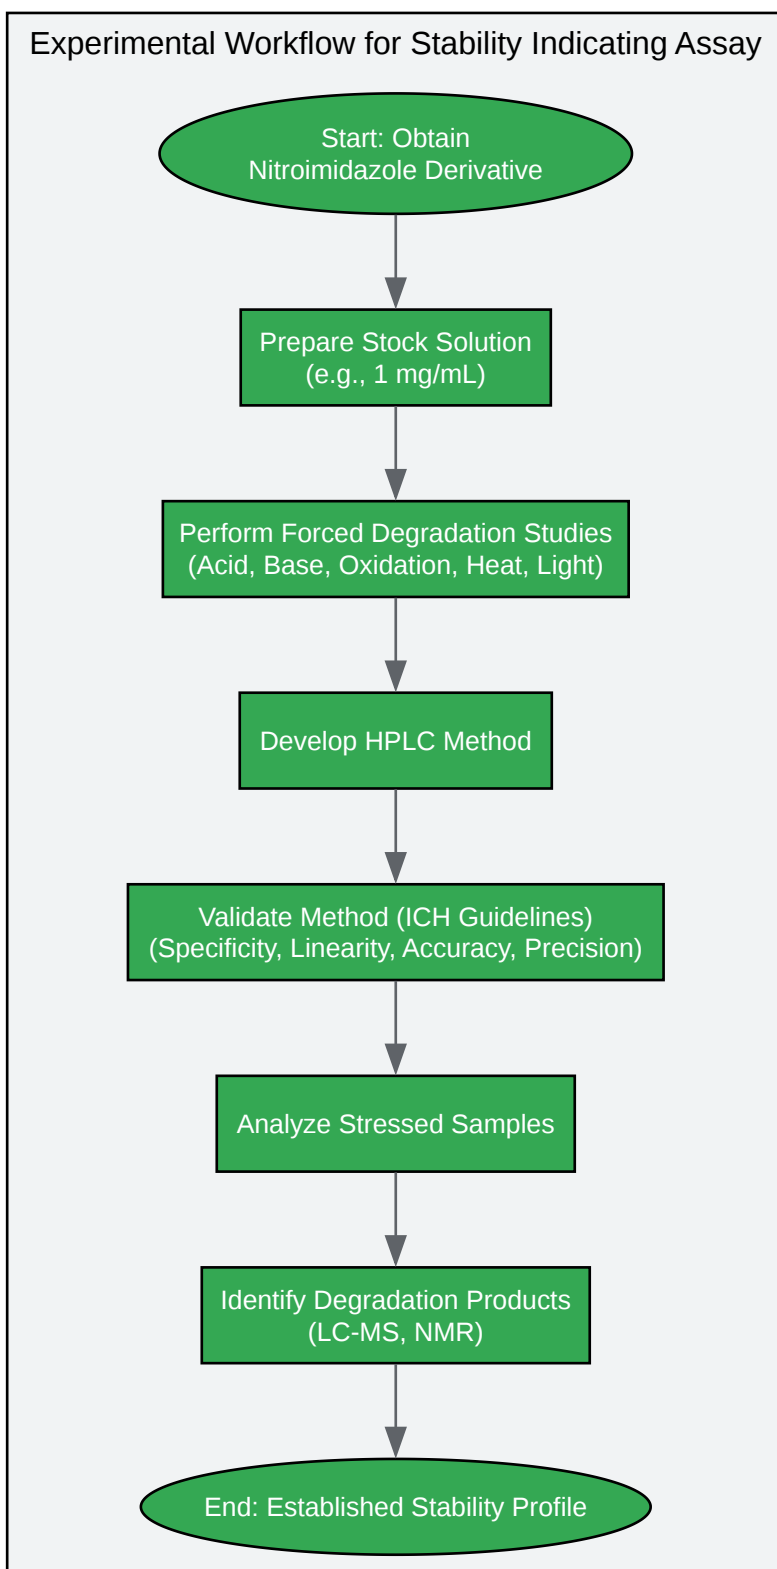 Experimental Workflow for Stability Indicating Assay
Start: Obtain
Nitroimidazole Derivative
Prepare Stock Solution
(e.g., 1 mg/mL)
Perform Forced Degradation Studies
(Acid, Base, Oxidation, Heat, Light)
Develop HPLC Method
Validate Method (ICH Guidelines)
(Specificity, Linearity, Accuracy, Precision)
Analyze Stressed Samples
Identify Degradation Products
(LC-MS, NMR)
End: Established Stability Profile